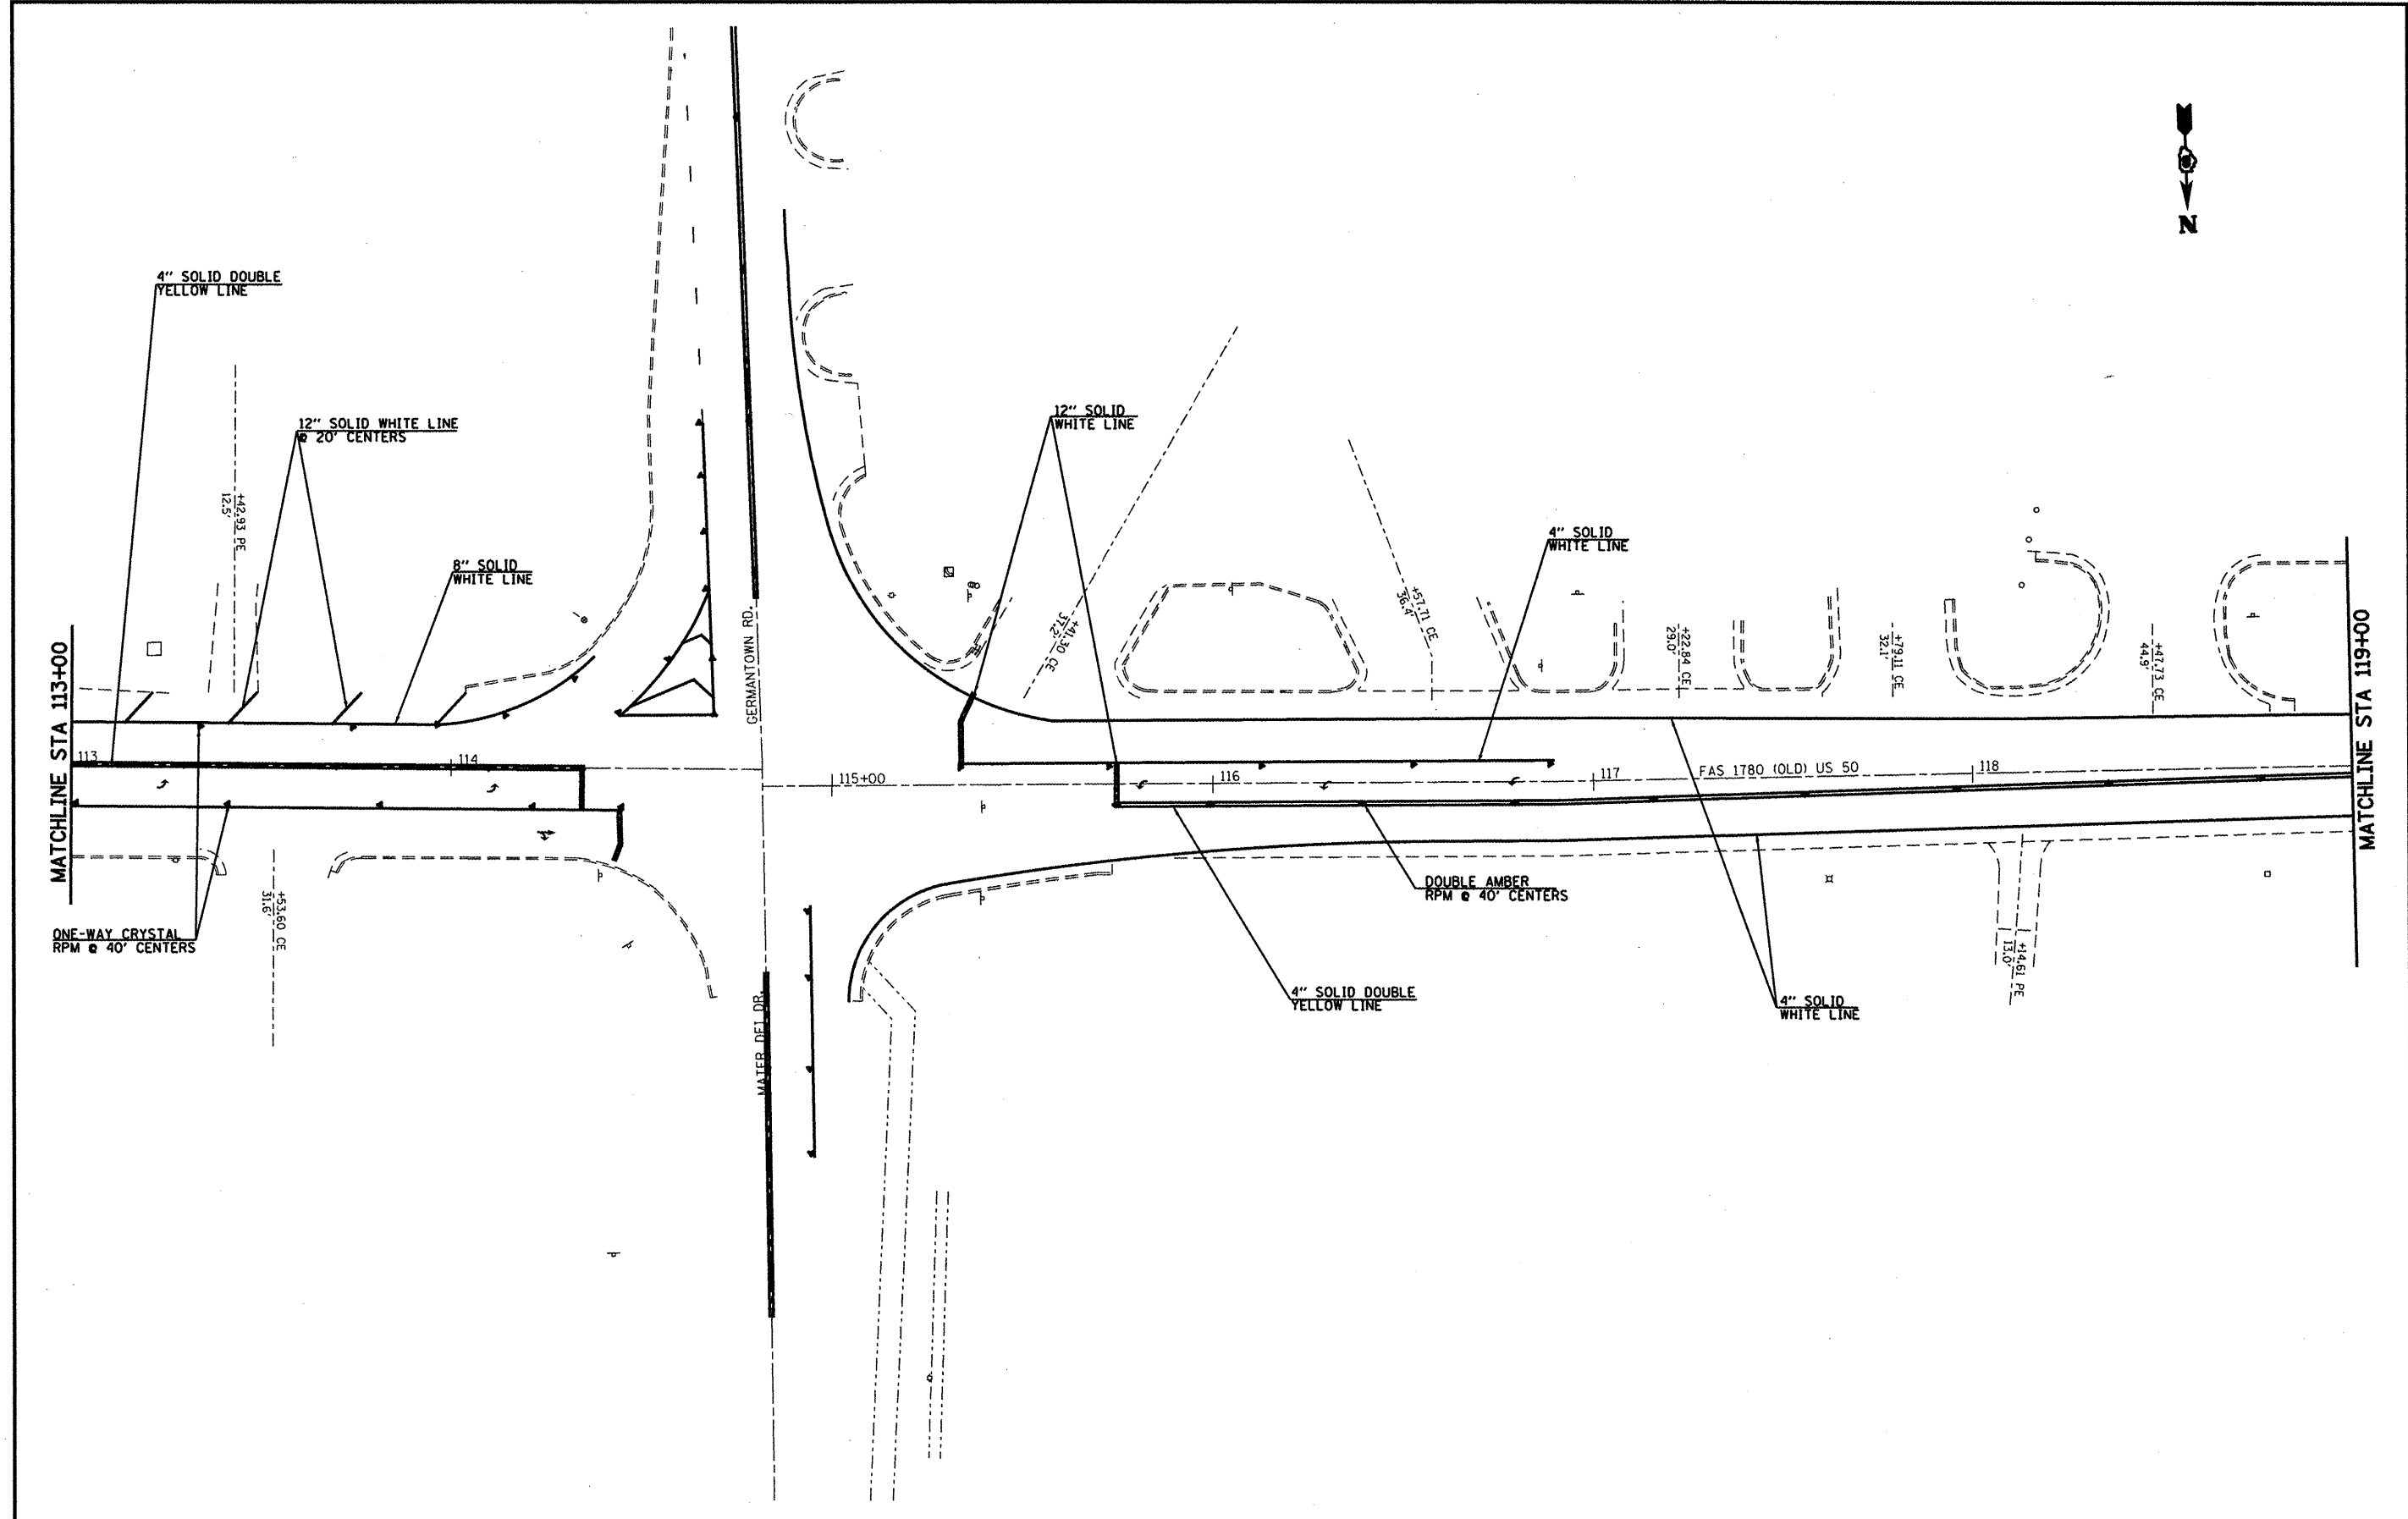 N
4" SOLID DOUBLE
YELLOW LINE
12" SOLID WHITE LINE
@ 20' CENTERS
12" SOLID
WHITE LINE
+42.93 PE
12.5'
8" SOLID
WHITE LINE
4" SOLID
WHITE LINE
GERMANTOWN RD.
+41.30 CE
37.2'
+57.71 CE
36.4'
+22.84 CE
29.0'
+79.11 CE
32.1'
+47.73 CE
44.9'
MATCHLINE STA 113+00
MATCHLINE STA 119+00
113
114
115+00
116
117
FAS 1780 (OLD) US 50
118
ONE-WAY CRYSTAL
RPM @ 40' CENTERS
+53.60 CE
31.6'
DOUBLE AMBER
RPM @ 40' CENTERS
4" SOLID DOUBLE
YELLOW LINE
4" SOLID
WHITE LINE
+14.61 PE
13.0'
MATER DEI DR.